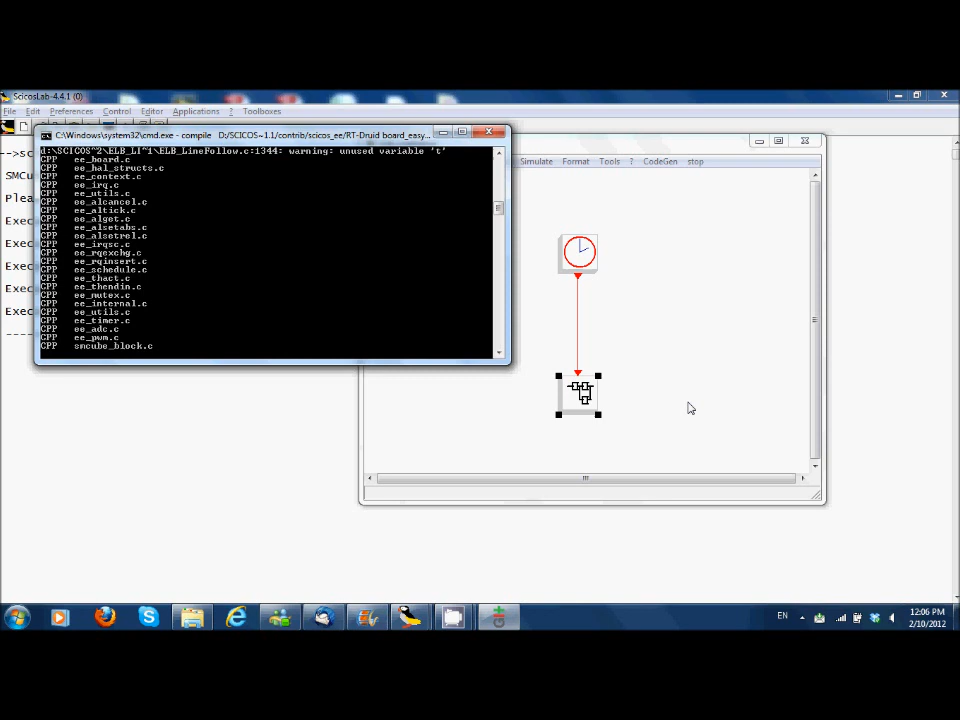 ScicosLab-4.4.1 (0)
File Edit Preferences Control Editor Applications ? Toolboxes
C:\Windows\system32\cmd.exe - compile D:/SCICOS~1.1/contrib/scicos_ee/RT-Druid board_easy...
-->sc
SMCu
Plea
Exec
Exec
Exec
Exec
Exec
d:\SCICOS~2\ELB_LI~1\ELB_LineFollow.c:1344: warning: unused variable 't'
CPP ee_board.c
CPP ee_hal_structs.c
CPP ee_context.c
CPP ee_irq.c
CPP ee_utils.c
CPP ee_alcancel.c
CPP ee_altick.c
CPP ee_alget.c
CPP ee_alsetabs.c
CPP ee_alsetrel.c
CPP ee_irqsc.c
CPP ee_rqexchg.c
CPP ee_rqinsert.c
CPP ee_schedule.c
CPP ee_thact.c
CPP ee_thendin.c
CPP ee_mutex.c
CPP ee_internal.c
CPP ee_utils.c
CPP ee_timer.c
CPP ee_adc.c
CPP ee_pwm.c
CPP smcube_block.c
Simulate Format Tools ? CodeGen stop
EN
12:06 PM
2/10/2012